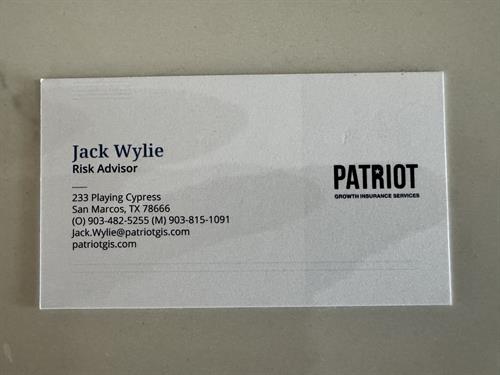 Jack Wylie
Risk Advisor
233 Playing Cypress
San Marcos, TX 78666
(O) 903-482-5255 (M) 903-815-1091
Jack.Wylie@patriotgis.com
patriotgis.com
PATRIOT
GROWTH INSURANCE SERVICES